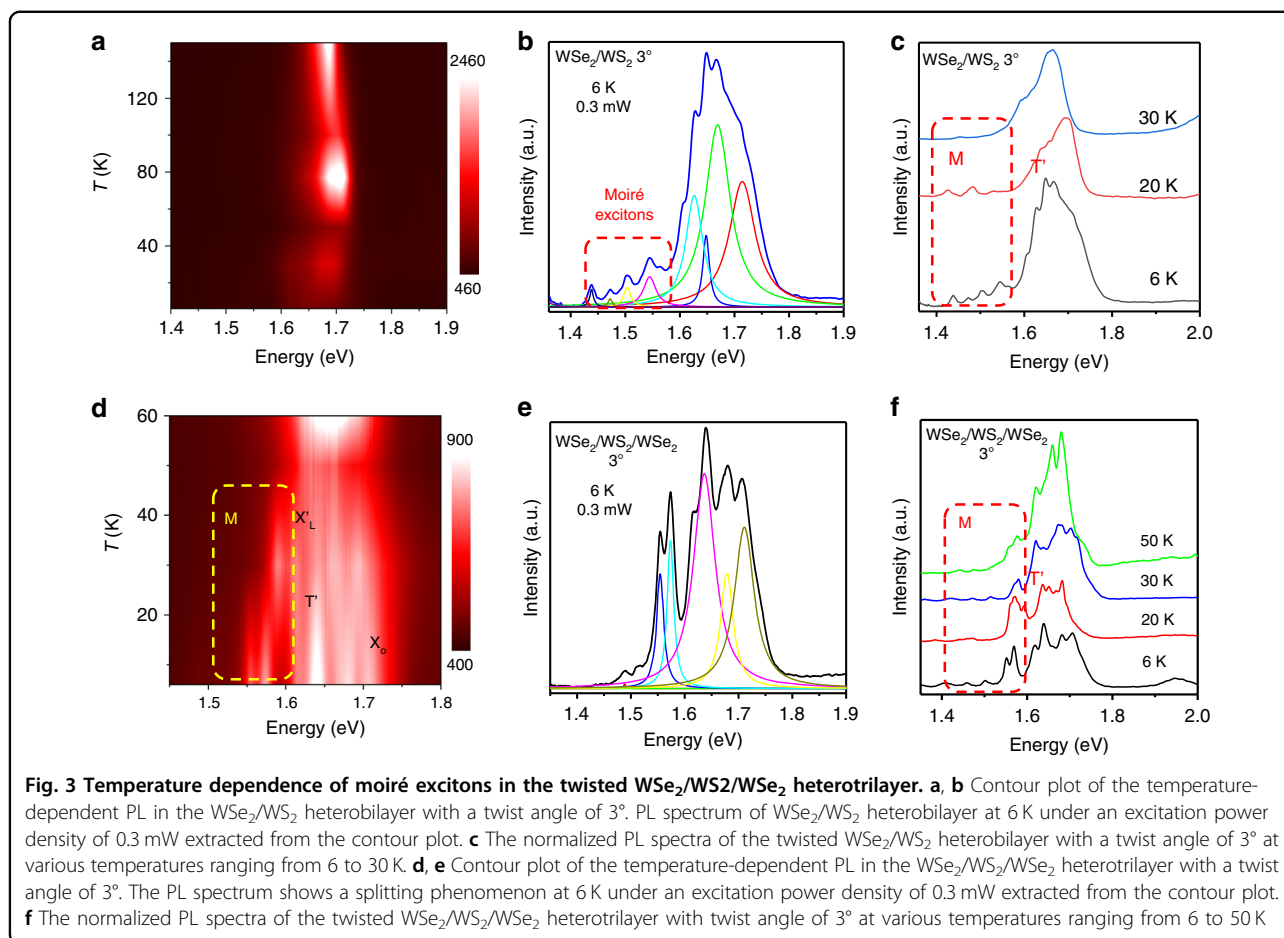 a
2460
460
120
80
40
T (K)
1.4 1.5 1.6 1.7 1.8 1.9
Energy (eV)
b
WSe₂/WS₂ 3°
6 K
0.3 mW
Moiré
excitons
Intensity (a.u.)
1.4 1.5 1.6 1.7 1.8 1.9
Energy (eV)
c
WSe₂/WS₂ 3°
30 K
M
T'
20 K
6 K
Intensity (a.u.)
1.4 1.6 1.8 2.0
Energy (eV)
d
60
40
20
T (K)
900
400
M
X'L
T'
Xo
1.5 1.6 1.7 1.8
Energy (eV)
e
WSe₂/WS₂/WSe₂
3°
6 K
0.3 mW
Intensity (a.u.)
1.4 1.5 1.6 1.7 1.8 1.9
Energy (eV)
f
WSe₂/WS₂/WSe₂
3°
M
50 K
T'
30 K
20 K
6 K
Intensity (a.u.)
1.4 1.6 1.8 2.0
Energy (eV)
Fig. 3 Temperature dependence of moiré excitons in the twisted WSe₂/WS2/WSe₂ heterotrilayer. a, b Contour plot of the temperature-
dependent PL in the WSe₂/WS₂ heterobilayer with a twist angle of 3°. PL spectrum of WSe₂/WS₂ heterobilayer at 6 K under an excitation power
density of 0.3 mW extracted from the contour plot. c The normalized PL spectra of the twisted WSe₂/WS₂ heterobilayer with a twist angle of 3° at
various temperatures ranging from 6 to 30 K. d, e Contour plot of the temperature-dependent PL in the WSe₂/WS₂/WSe₂ heterotrilayer with a twist
angle of 3°. The PL spectrum shows a splitting phenomenon at 6 K under an excitation power density of 0.3 mW extracted from the contour plot.
f The normalized PL spectra of the twisted WSe₂/WS₂/WSe₂ heterotrilayer with twist angle of 3° at various temperatures ranging from 6 to 50 K